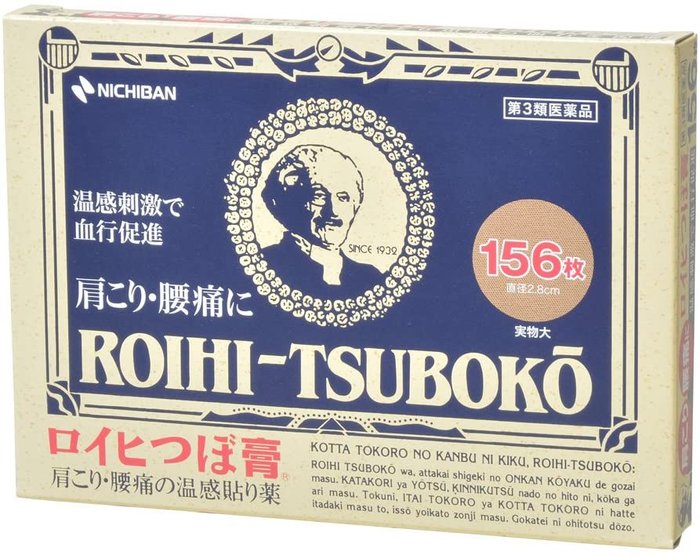 NICHIBAN
第3類医薬品
温感刺激で
血行促進
SINCE 1932
156枚
直径2.8cm
実物大
肩こり・腰痛に
ROIHI-TSUBOKŌ
ロイヒつぼ膏®
肩こり・腰痛の温感貼り薬
KOTTA TOKORO NO KANBU NI KIKU, ROIHI-TSUBOKŌ:
ROIHI TSUBOKŌ wa, attakai shigeki no ONKAN KŌYAKU de gozai
masu. KATAKORI ya YŌTSŪ, KINNIKUTSŪ nado no hito ni, kōka ga
ari masu. Tokuni, ITAI TOKORO ya KOTTA TOKORO ni hatte
itadaki masu to, issō yoikato zonji masu. Gokatei ni ohitotsu dōzo.